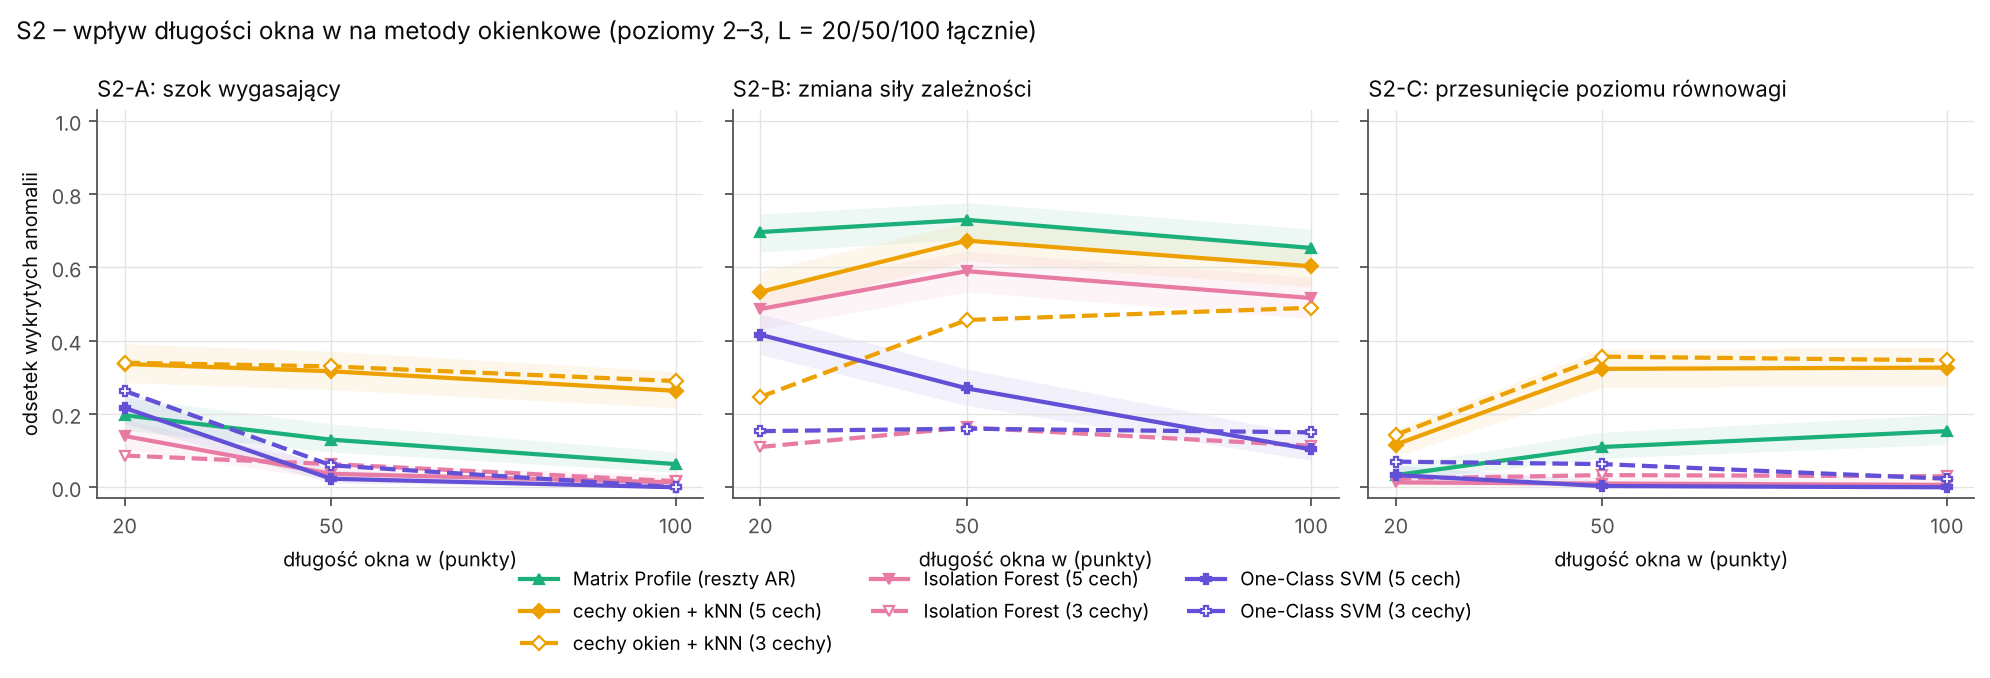 S2 – wpływ długości okna w na metody okienkowe (poziomy 2–3, L = 20/50/100 łącznie)
S2-A: szok wygasający
S2-B: zmiana siły zależności
S2-C: przesunięcie poziomu równowagi
odsetek wykrytych anomalii
1.0
0.8
0.6
0.4
0.2
0.0
20 50 100
20 50 100
20 50 100
długość okna w (punkty)
długość okna w (punkty)
długość okna w (punkty)
Matrix Profile (reszty AR)
cechy okien + kNN (5 cech)
cechy okien + kNN (3 cechy)
Isolation Forest (5 cech)
Isolation Forest (3 cechy)
One-Class SVM (5 cech)
One-Class SVM (3 cechy)